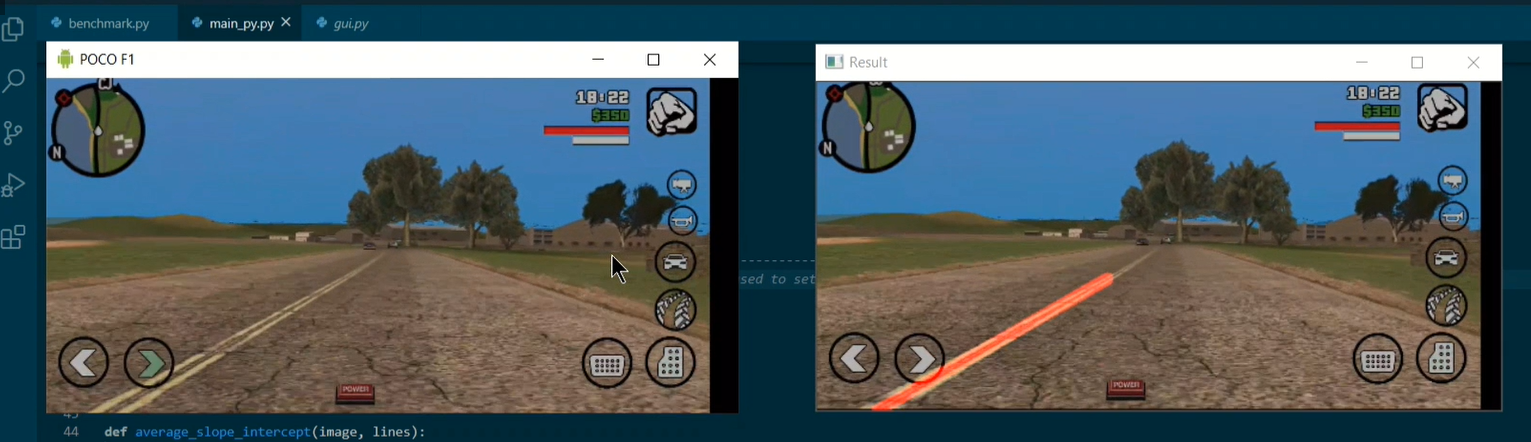 benchmark.py
main_py.py
gui.py
POCO F1
Result
18:22
$350
N
POWER
18:22
$350
N
POWER
sed to set
44 def average_slope_intercept(image, lines):